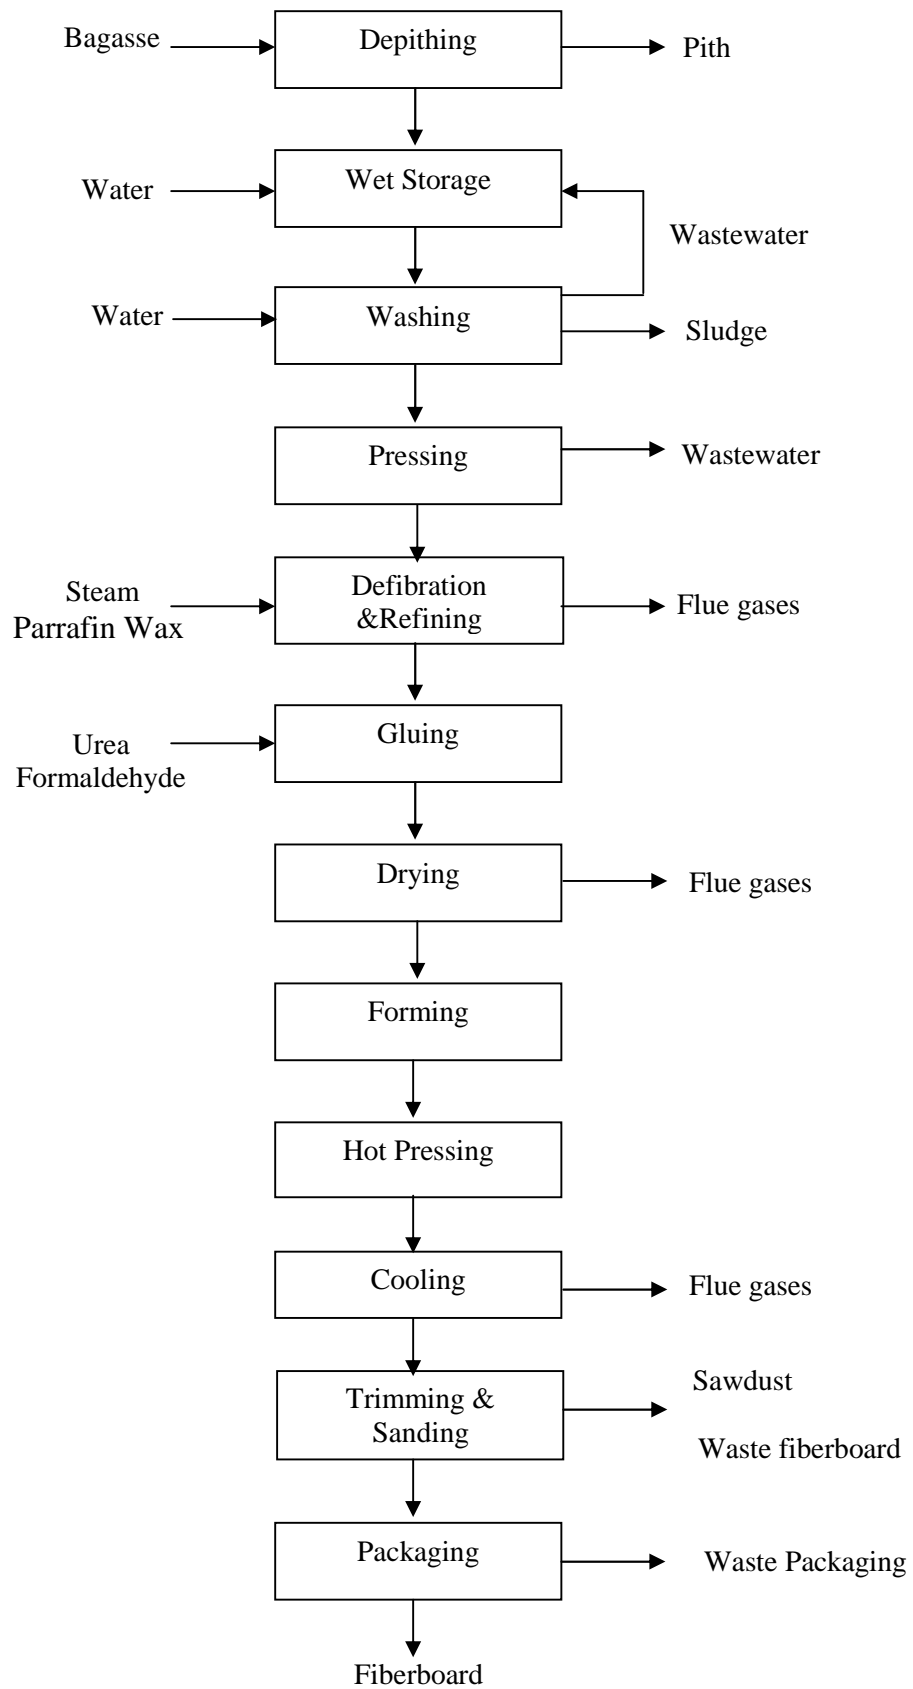 Bagasse
Depithing
Pith
Water
Wet Storage
Wastewater
Water
Washing
Sludge
Pressing
Wastewater
Steam
Parrafin Wax
Defibration
&Refining
Flue gases
Urea
Formaldehyde
Gluing
Drying
Flue gases
Forming
Hot Pressing
Cooling
Flue gases
Trimming &
Sanding
Sawdust
Waste fiberboard
Packaging
Waste Packaging
Fiberboard